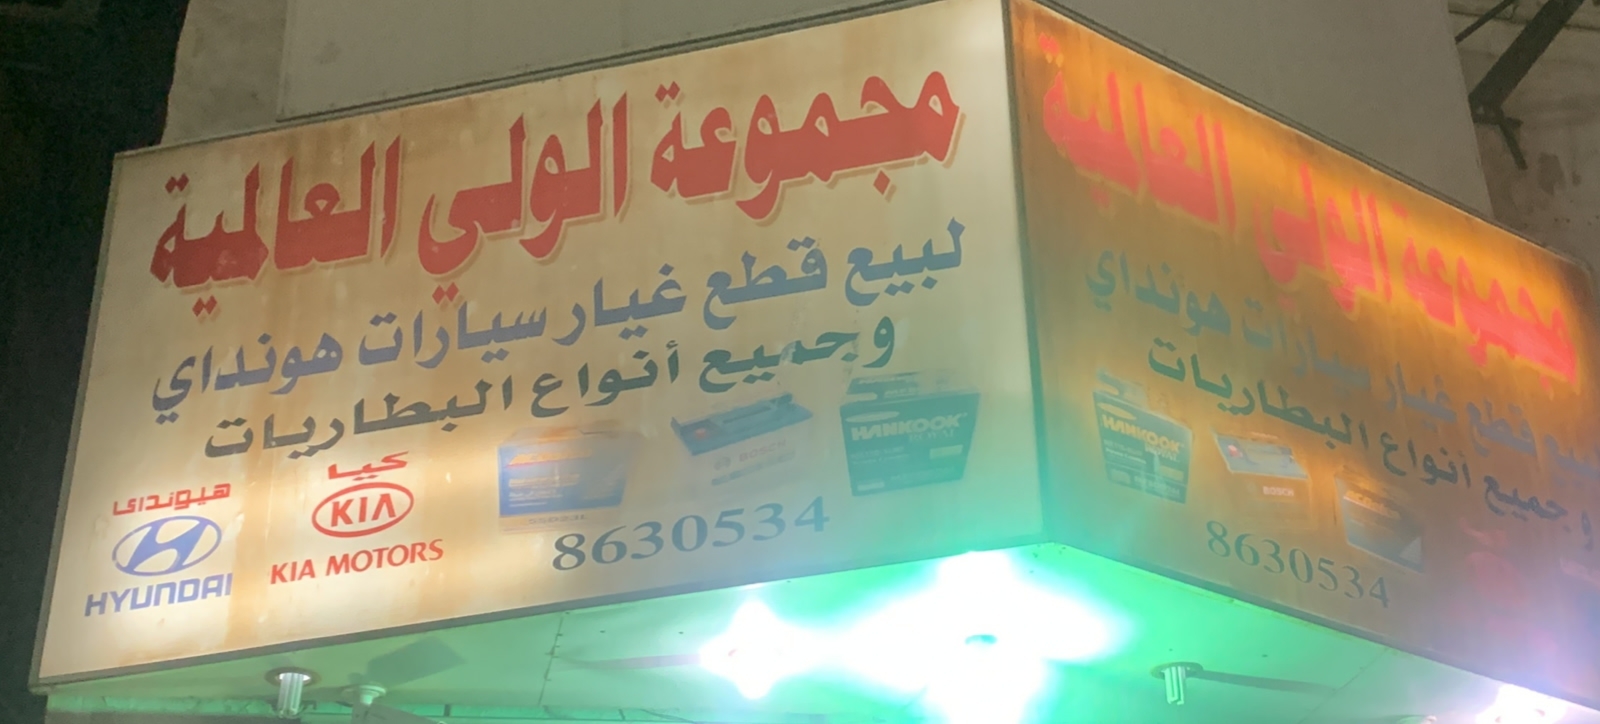 مجموعة الولي العالمية
لبيع قطع غيار سيارات هونداي
وجميع أنواع البطاريات
HANKOOK
BOSCH
هيونداى
HYUNDAI
كيا
KIA
KIA MOTORS
8630534
مجموعة الولي العالمية
لبيع قطع غيار سيارات هونداي
وجميع أنواع البطاريات
HANKOOK
BOSCH
8630534